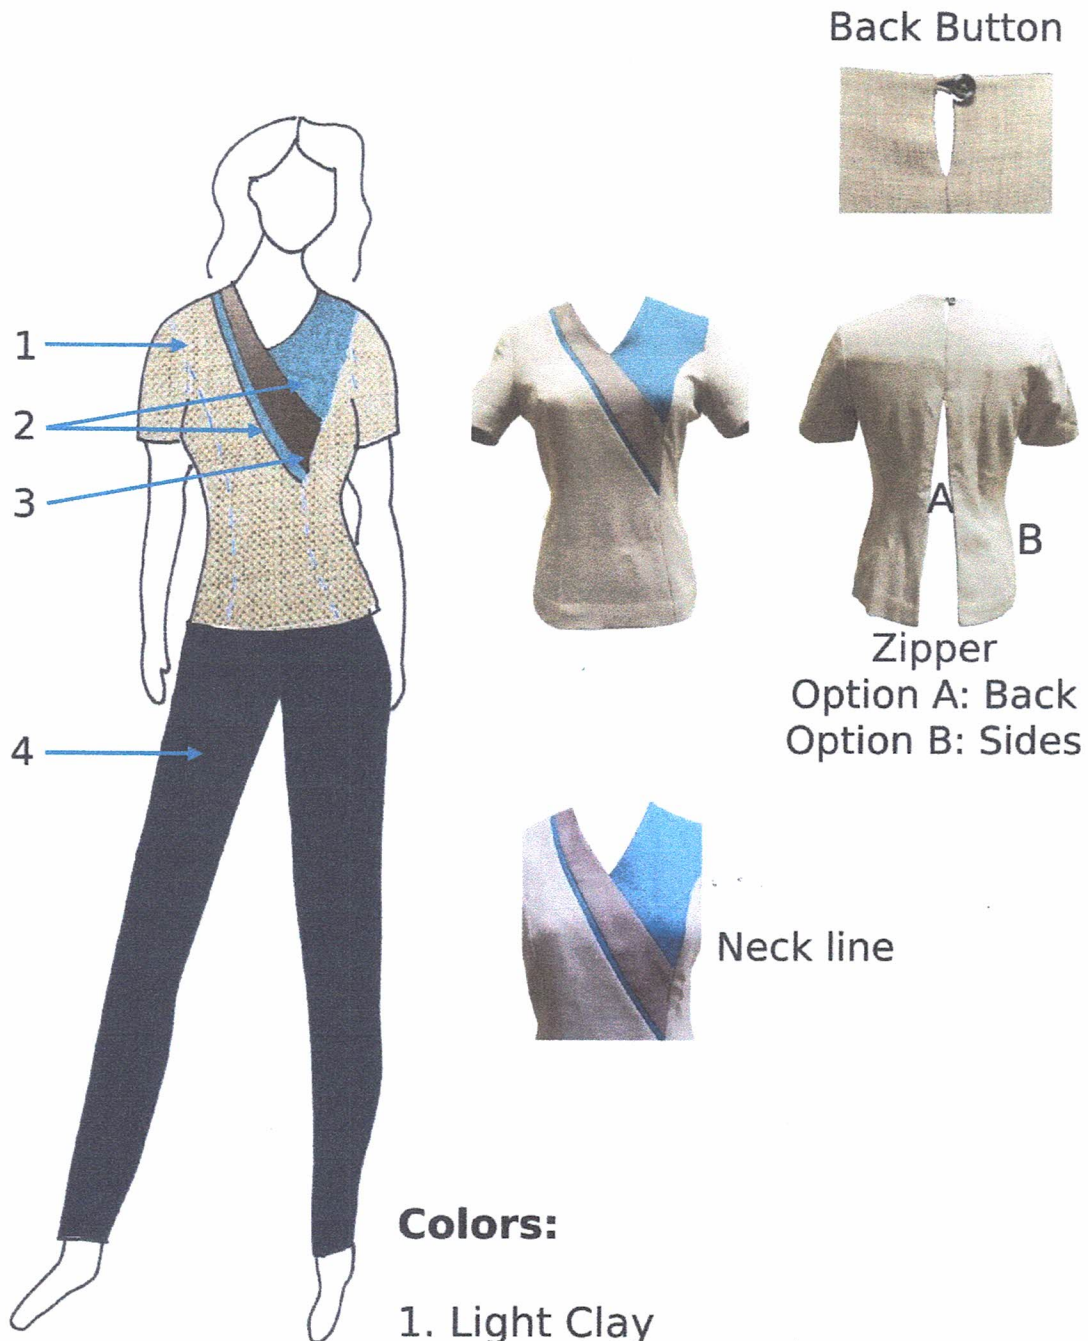 Back Button
1
2
3
4
A
B
Zipper
Option A: Back
Option B: Sides
Neck line
Colors:
1. Light Clay